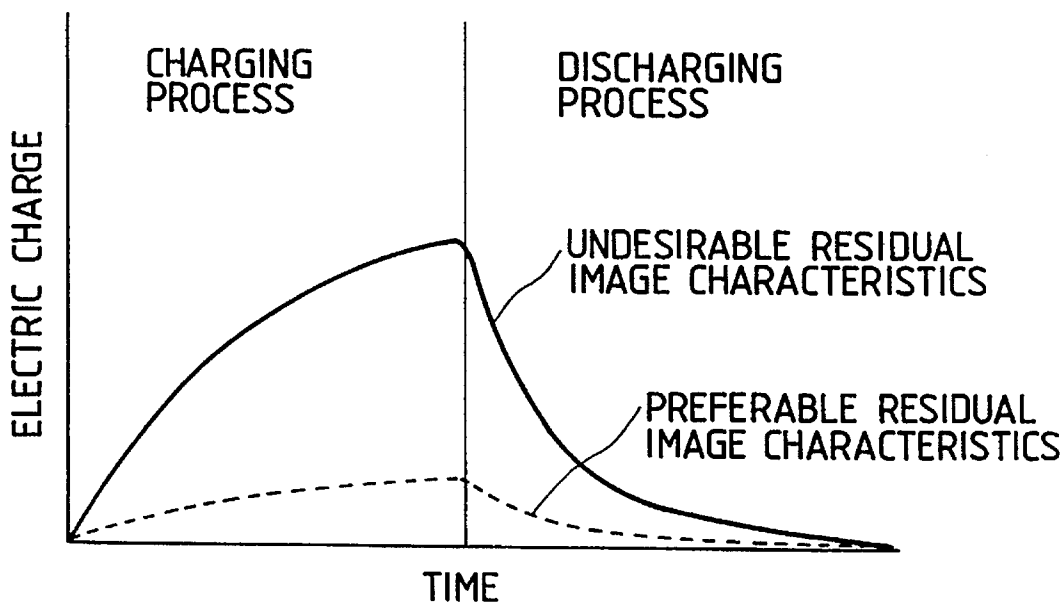 CHARGING
PROCESS
DISCHARGING
PROCESS
ELECTRIC CHARGE
UNDESIRABLE RESIDUAL
IMAGE CHARACTERISTICS
PREFERABLE RESIDUAL
IMAGE CHARACTERISTICS
TIME